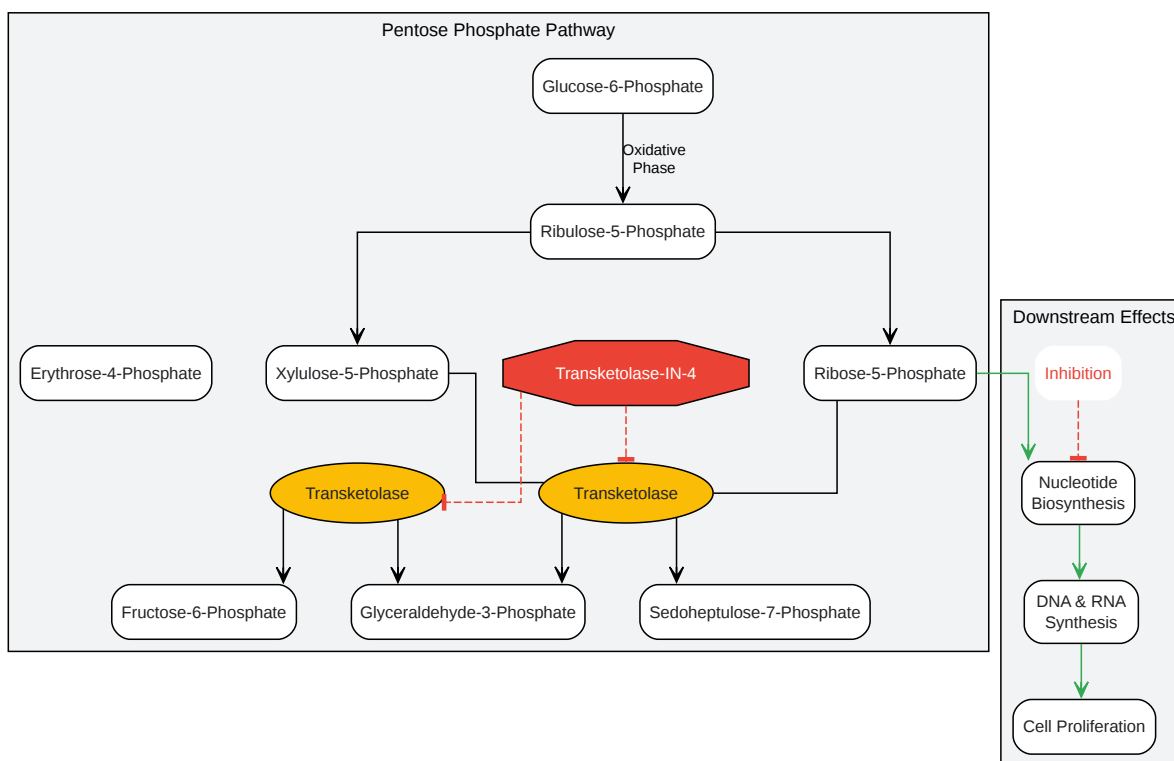 Pentose Phosphate Pathway
Glucose-6-Phosphate
Oxidative
Phase
Ribulose-5-Phosphate
Downstream Effects
Erythrose-4-Phosphate
Xylulose-5-Phosphate
Transketolase-IN-4
Ribose-5-Phosphate
Inhibition
Transketolase
Transketolase
Nucleotide
Biosynthesis
Fructose-6-Phosphate
Glyceraldehyde-3-Phosphate
Sedoheptulose-7-Phosphate
DNA & RNA
Synthesis
Cell Proliferation